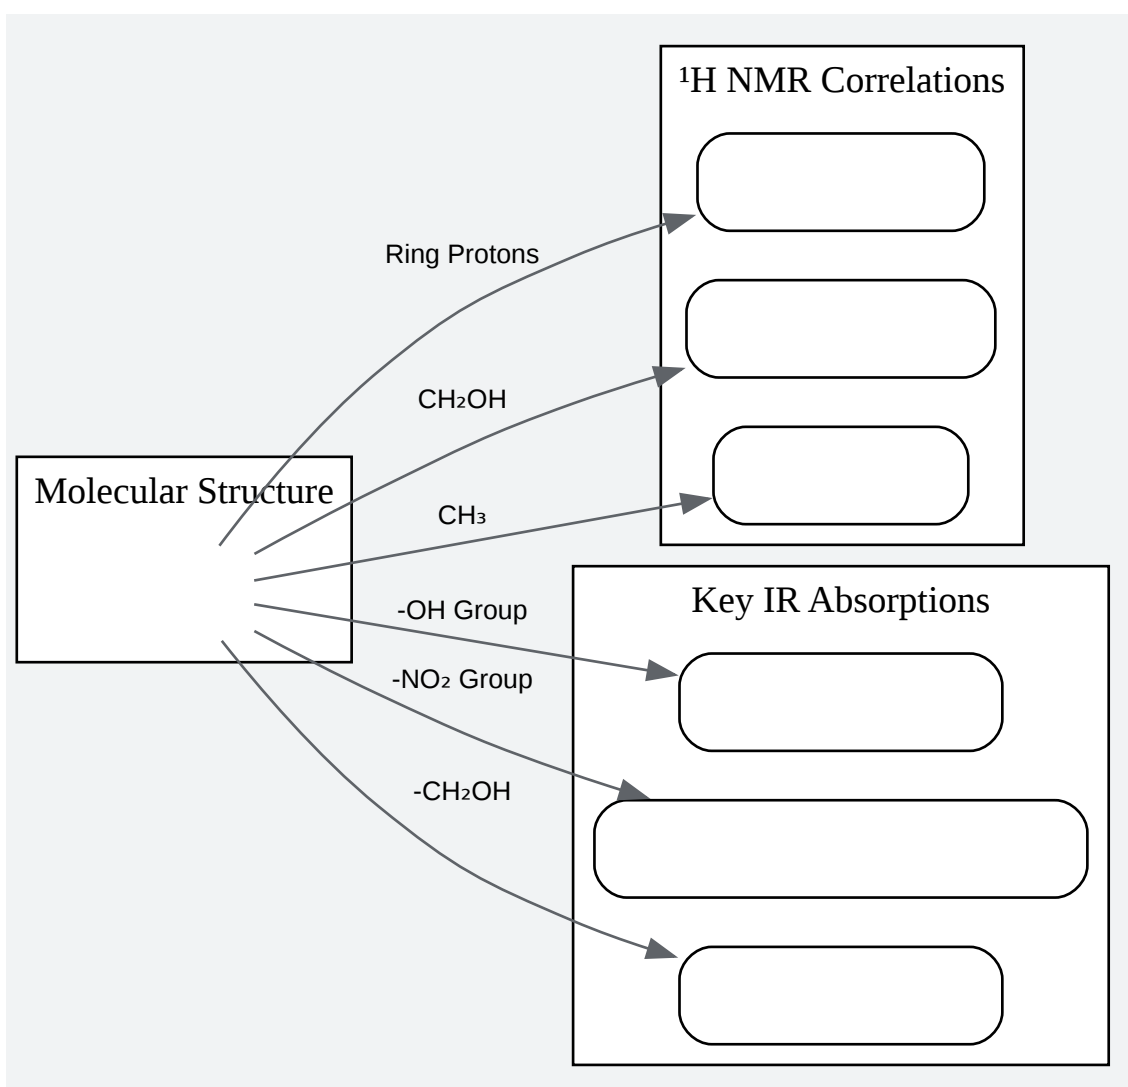 ¹H NMR Correlations
Ring Protons
CH₂OH
Molecular Structure
CH₃
Key IR Absorptions
-OH Group
-NO₂ Group
-CH₂OH